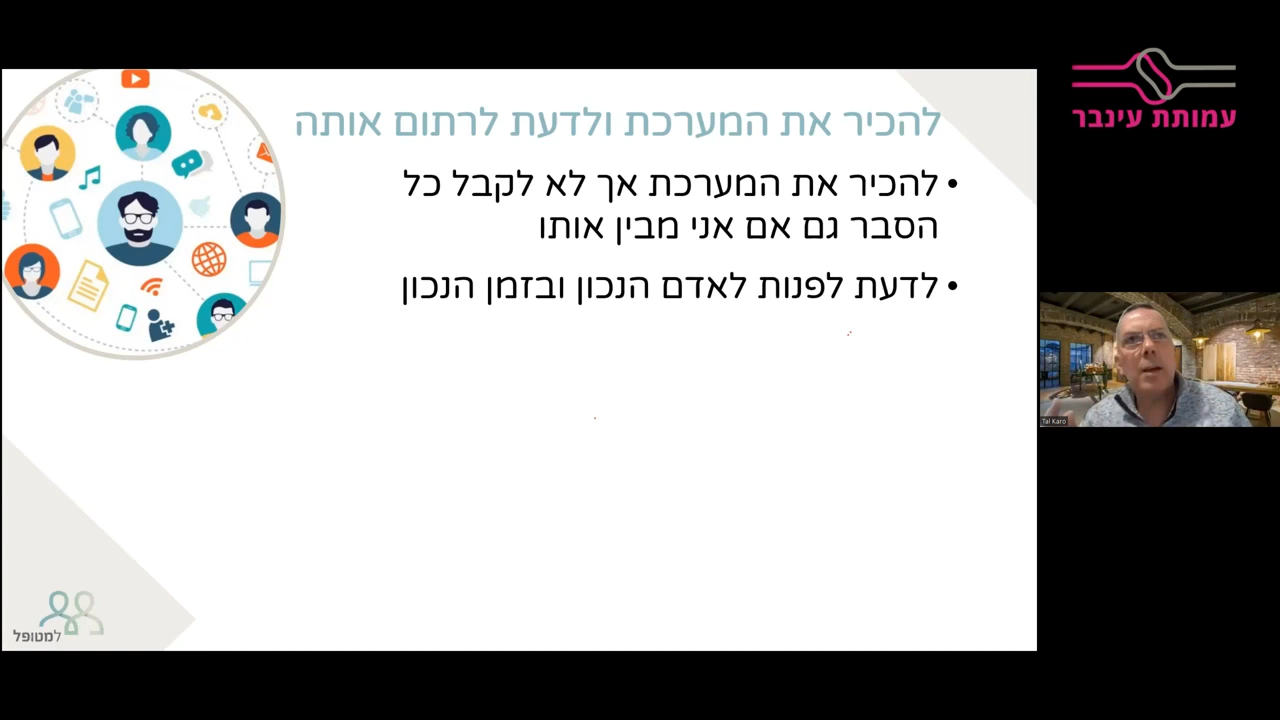 להכיר את המערכת ולדעת לרתום אותה
• להכיר את המערכת אך לא לקבל כל
הסבר גם אם אני מבין אותו
• לדעת לפנות לאדם הנכון ובזמן הנכון
למטופל
עמותת עינבר
Tal Karo